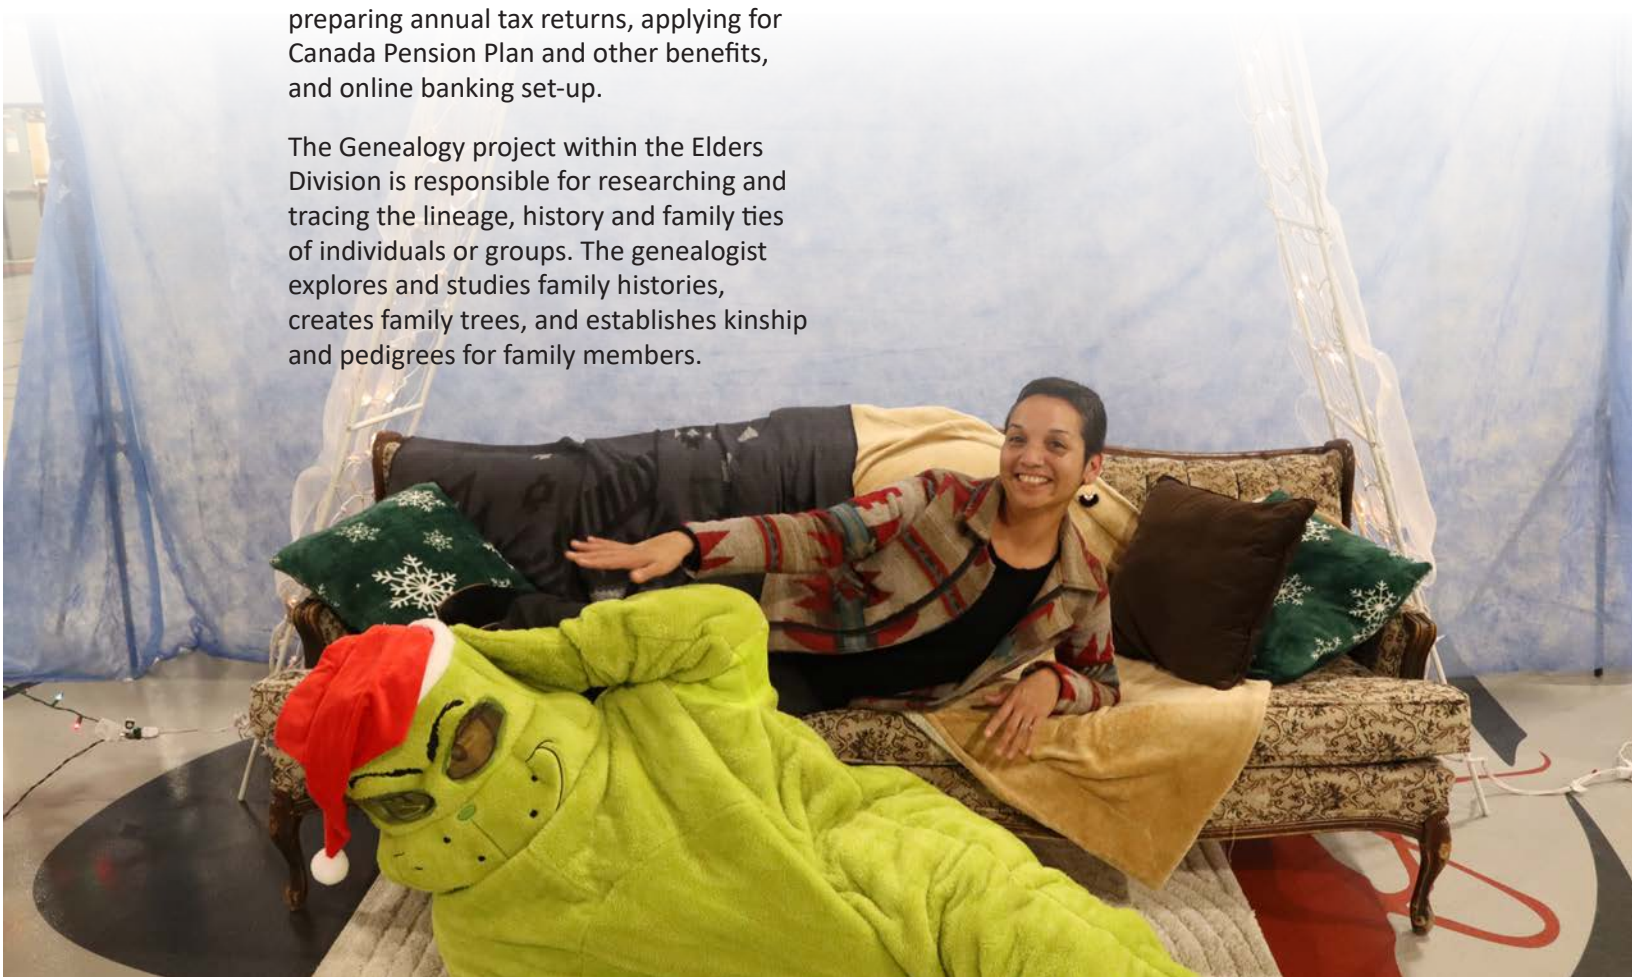 preparing annual tax returns, applying for
Canada Pension Plan and other benefits,
and online banking set-up.
The Genealogy project within the Elders
Division is responsible for researching and
tracing the lineage, history and family ties
of individuals or groups. The genealogist
explores and studies family histories,
creates family trees, and establishes kinship
and pedigrees for family members.